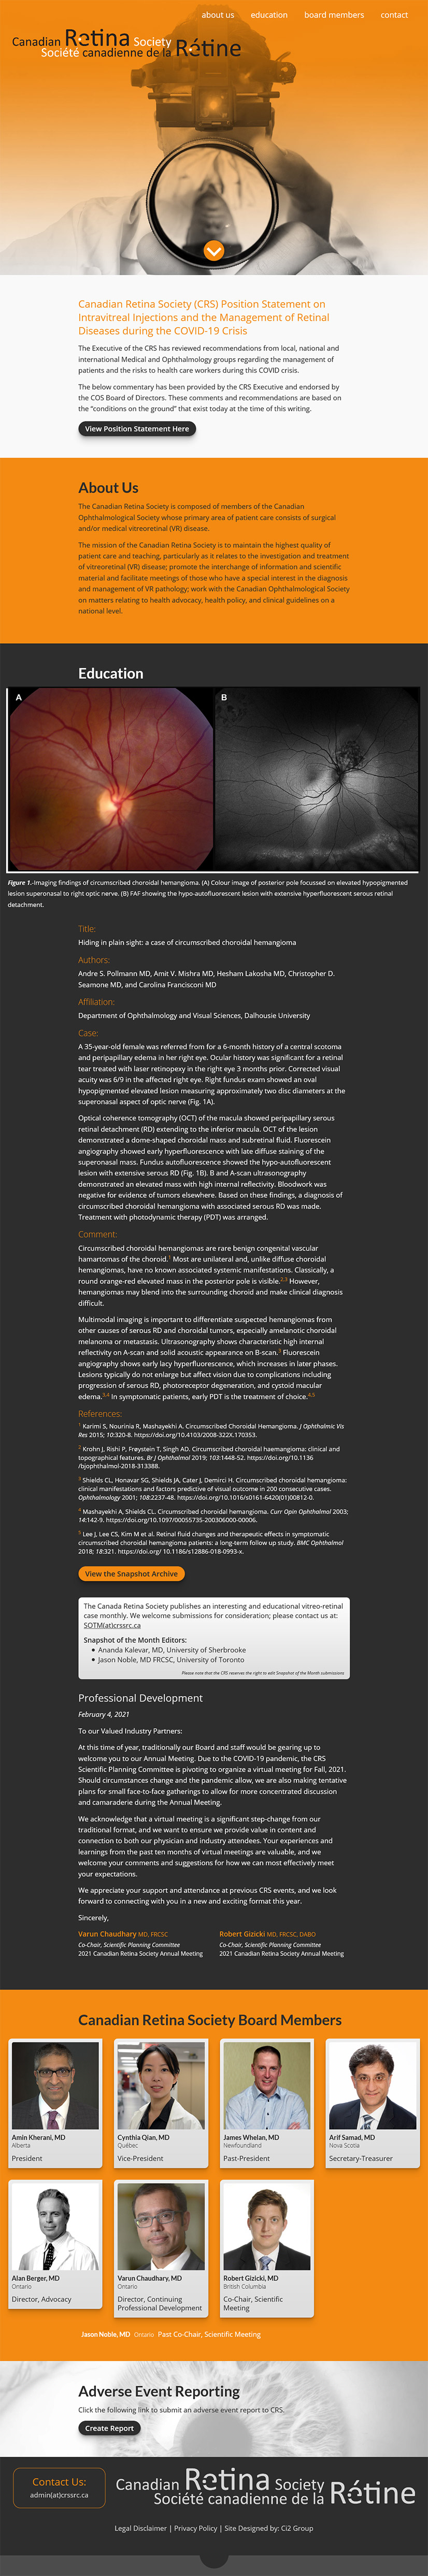 about us education board members contact
Canadian Retina Society
Société canadienne de la Rétine
Canadian Retina Society (CRS) Position Statement on
Intravitreal Injections and the Management of Retinal
Diseases during the COVID-19 Crisis
The Executive of the CRS has reviewed recommendations from local, national and
international Medical and Ophthalmology groups regarding the management of
patients and the risks to health care workers during this COVID crisis.
The below commentary has been provided by the CRS Executive and endorsed by
the COS Board of Directors. These comments and recommendations are based on
the “conditions on the ground” that exist today at the time of this writing.
View Position Statement Here
About Us
The Canadian Retina Society is composed of members of the Canadian
Ophthalmological Society whose primary area of patient care consists of surgical
and/or medical vitreoretinal (VR) disease.
The mission of the Canadian Retina Society is to maintain the highest quality of
patient care and teaching, particularly as it relates to the investigation and treatment
of vitreoretinal (VR) disease; promote the interchange of information and scientific
material and facilitate meetings of those who have a special interest in the diagnosis
and management of VR pathology; work with the Canadian Ophthalmological Society
on matters relating to health advocacy, health policy, and clinical guidelines on a
national level.
Education
A B
Figure 1.-Imaging findings of circumscribed choroidal hemangioma. (A) Colour image of posterior pole focussed on elevated hypopigmented
lesion superonasal to right optic nerve. (B) FAF showing the hypo-autofluorescent lesion with extensive hyperfluorescent serous retinal
detachment.
Title:
Hiding in plain sight: a case of circumscribed choroidal hemangioma
Authors:
Andre S. Pollmann MD, Amit V. Mishra MD, Hesham Lakosha MD, Christopher D.
Seamone MD, and Carolina Francisconi MD
Affiliation:
Department of Ophthalmology and Visual Sciences, Dalhousie University
Case:
A 35-year-old female was referred from for a 6-month history of a central scotoma
and peripapillary edema in her right eye. Ocular history was significant for a retinal
tear treated with laser retinopexy in the right eye 3 months prior. Corrected visual
acuity was 6/9 in the affected right eye. Right fundus exam showed an oval
hypopigmented elevated lesion measuring approximately two disc diameters at the
superonasal aspect of optic nerve (Fig. 1A).
Optical coherence tomography (OCT) of the macula showed peripapillary serous
retinal detachment (RD) extending to the inferior macula. OCT of the lesion
demonstrated a dome-shaped choroidal mass and subretinal fluid. Fluorescein
angiography showed early hyperfluorescence with late diffuse staining of the
superonasal mass. Fundus autofluorescence showed the hypo-autofluorescent
lesion with extensive serous RD (Fig. 1B). B and A-scan ultrasonography
demonstrated an elevated mass with high internal reflectivity. Bloodwork was
negative for evidence of tumors elsewhere. Based on these findings, a diagnosis of
circumscribed choroidal hemangioma with associated serous RD was made.
Treatment with photodynamic therapy (PDT) was arranged.
Comment:
Circumscribed choroidal hemangiomas are rare benign congenital vascular
hamartomas of the choroid.1 Most are unilateral and, unlike diffuse choroidal
hemangiomas, have no known associated systemic manifestations. Classically, a
round orange-red elevated mass in the posterior pole is visible.2,3 However,
hemangiomas may blend into the surrounding choroid and make clinical diagnosis
difficult.
Multimodal imaging is important to differentiate suspected hemangiomas from
other causes of serous RD and choroidal tumors, especially amelanotic choroidal
melanoma or metastasis. Ultrasonography shows characteristic high internal
reflectivity on A-scan and solid acoustic appearance on B-scan.3 Fluorescein
angiography shows early lacy hyperfluorescence, which increases in later phases.
Lesions typically do not enlarge but affect vision due to complications including
progression of serous RD, photoreceptor degeneration, and cystoid macular
edema.3,4 In symptomatic patients, early PDT is the treatment of choice.4,5
References:
1 Karimi S, Nourinia R, Mashayekhi A. Circumscribed Choroidal Hemangioma. J Ophthalmic Vis
Res 2015; 10:320-8. https://doi.org/10.4103/2008-322X.170353.
2 Krohn J, Rishi P, Frøystein T, Singh AD. Circumscribed choroidal haemangioma: clinical and
topographical features. Br J Ophthalmol 2019; 103:1448-52. https://doi.org/10.1136
/bjophthalmol-2018-313388.
3 Shields CL, Honavar SG, Shields JA, Cater J, Demirci H. Circumscribed choroidal hemangioma:
clinical manifestations and factors predictive of visual outcome in 200 consecutive cases.
Ophthalmology 2001; 108:2237-48. https://doi.org/10.1016/s0161-6420(01)00812-0.
4 Mashayekhi A, Shields CL. Circumscribed choroidal hemangioma. Curr Opin Ophthalmol 2003;
14:142-9. https://doi.org/10.1097/00055735-200306000-00006.
5 Lee J, Lee CS, Kim M et al. Retinal fluid changes and therapeutic effects in symptomatic
circumscribed choroidal hemangioma patients: a long-term follow up study. BMC Ophthalmol
2018; 18:321. https://doi.org/ 10.1186/s12886-018-0993-x.
View the Snapshot Archive
The Canada Retina Society publishes an interesting and educational vitreo-retinal
case monthly. We welcome submissions for consideration; please contact us at:
SOTM(at)crssrc.ca
Snapshot of the Month Editors:
• Ananda Kalevar, MD, University of Sherbrooke
• Jason Noble, MD FRCSC, University of Toronto
Please note that the CRS reserves the right to edit Snapshot of the Month submissions
Professional Development
February 4, 2021
To our Valued Industry Partners:
At this time of year, traditionally our Board and staff would be gearing up to
welcome you to our Annual Meeting. Due to the COVID-19 pandemic, the CRS
Scientific Planning Committee is pivoting to organize a virtual meeting for Fall, 2021.
Should circumstances change and the pandemic allow, we are also making tentative
plans for small face-to-face gatherings to allow for more concentrated discussion
and camaraderie during the Annual Meeting.
We acknowledge that a virtual meeting is a significant step-change from our
traditional format, and we want to ensure we provide value in content and
connection to both our physician and industry attendees. Your experiences and
learnings from the past ten months of virtual meetings are valuable, and we
welcome your comments and suggestions for how we can most effectively meet
your expectations.
We appreciate your support and attendance at previous CRS events, and we look
forward to connecting with you in a new and exciting format this year.
Sincerely,
Varun Chaudhary MD, FRCSC
Co-Chair, Scientific Planning Committee
2021 Canadian Retina Society Annual Meeting
Robert Gizicki MD, FRCSC, DABO
Co-Chair, Scientific Planning Committee
2021 Canadian Retina Society Annual Meeting
Canadian Retina Society Board Members
Amin Kherani, MD
Alberta
President
Cynthia Qian, MD
Québec
Vice-President
James Whelan, MD
Newfoundland
Past-President
Arif Samad, MD
Nova Scotia
Secretary-Treasurer
Alan Berger, MD
Ontario
Director, Advocacy
Varun Chaudhary, MD
Ontario
Director, Continuing
Professional Development
Robert Gizicki, MD
British Columbia
Co-Chair, Scientific
Meeting
Jason Noble, MD Ontario Past Co-Chair, Scientific Meeting
Adverse Event Reporting
Click the following link to submit an adverse event report to CRS.
Create Report
Contact Us:
admin(at)crssrc.ca
Canadian Retina Society
Société canadienne de la Rétine
Legal Disclaimer | Privacy Policy | Site Designed by: Ci2 Group